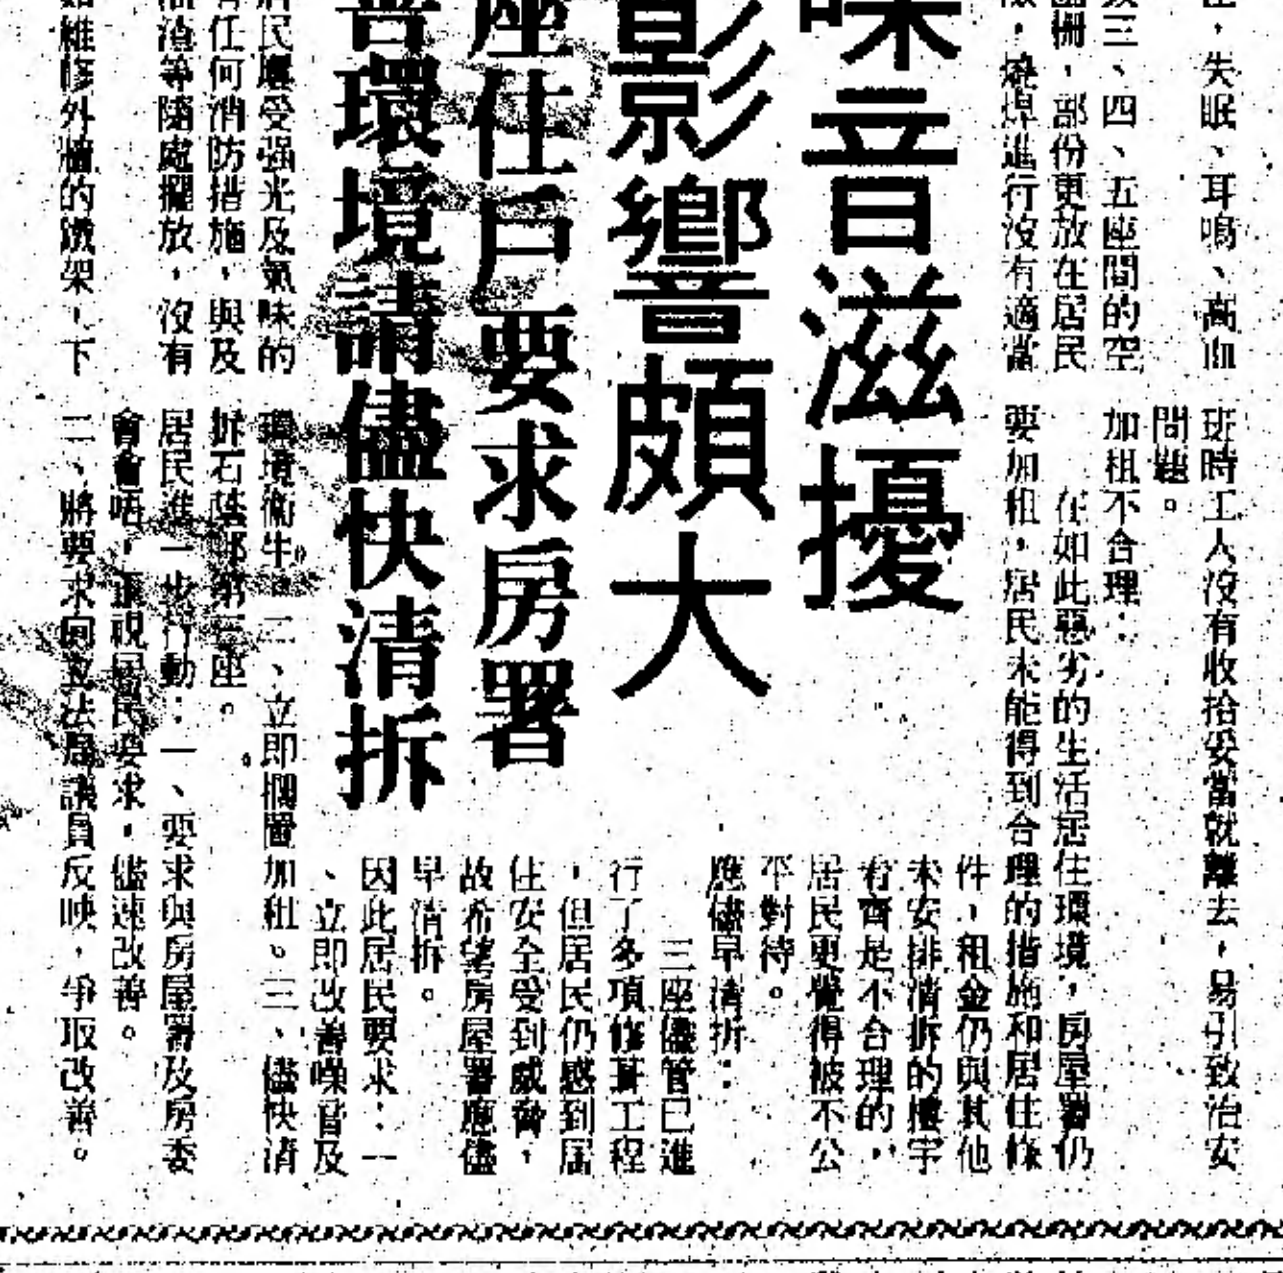 味音滋擾
影響頗大
座住戶要求房署
善環境請儘快清拆
，失眠、耳鳴、高血
三、四、五座間的空
柵，部份更放在居民
，燒焊進行沒有適當
居民屢受强光及氣味的
任何消防措施，與及
渣等隨處擺放，沒有
維修外牆的鐵架，下
班時工人沒有收拾妥當就離去，易引致治安
問題。
加租不合理：
在如此惡劣的生活居住環境，房屋署仍
要加租，居民未能得到合理的措施和居住條
件，租金仍與其他
未安排清拆的樓宇
看齊是不合理的，
居民更覺得被不公
平對待。
應儘早清拆：
三座儘管已進
行了多項修葺工程
，但居民仍感到居
住安全受到威脅，
故希望房屋署應儘
早清拆。
因此居民要求：一
、立即改善噪音及
環境衞生。二、立即擱置加租。三、儘快清
拆石蔭邨第三座。
居民進一步行動：一、要求與房屋署及房委
會會晤，正視居民要求，儘速改善。
二、將要求向立法局議員反映，爭取改善。